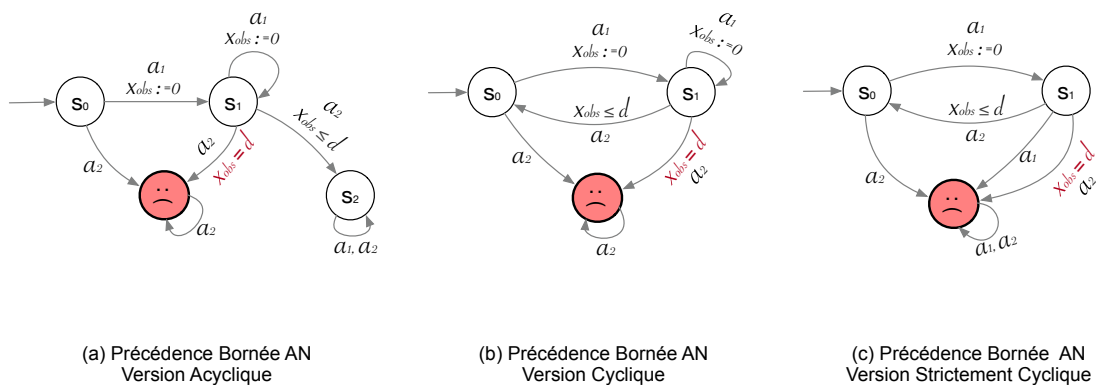 a1
Xobs:=0
a1
Xobs:=0
S0
S1
a2
Xobs≤d
a2
a2
Xobs=d
S2
a2
a1, a2
(a) Précédence Bornée AN
Version Acyclique
a1
Xobs:=0
a1
Xobs:=0
S0
S1
Xobs≤d
a2
a2
Xobs=d
a2
a2
(b) Précédence Bornée AN
Version Cyclique
a1
Xobs:=0
S0
S1
Xobs≤d
a2
a2
a1
Xobs=d
a2
a1, a2
(c) Précédence Bornée AN
Version Strictement Cyclique